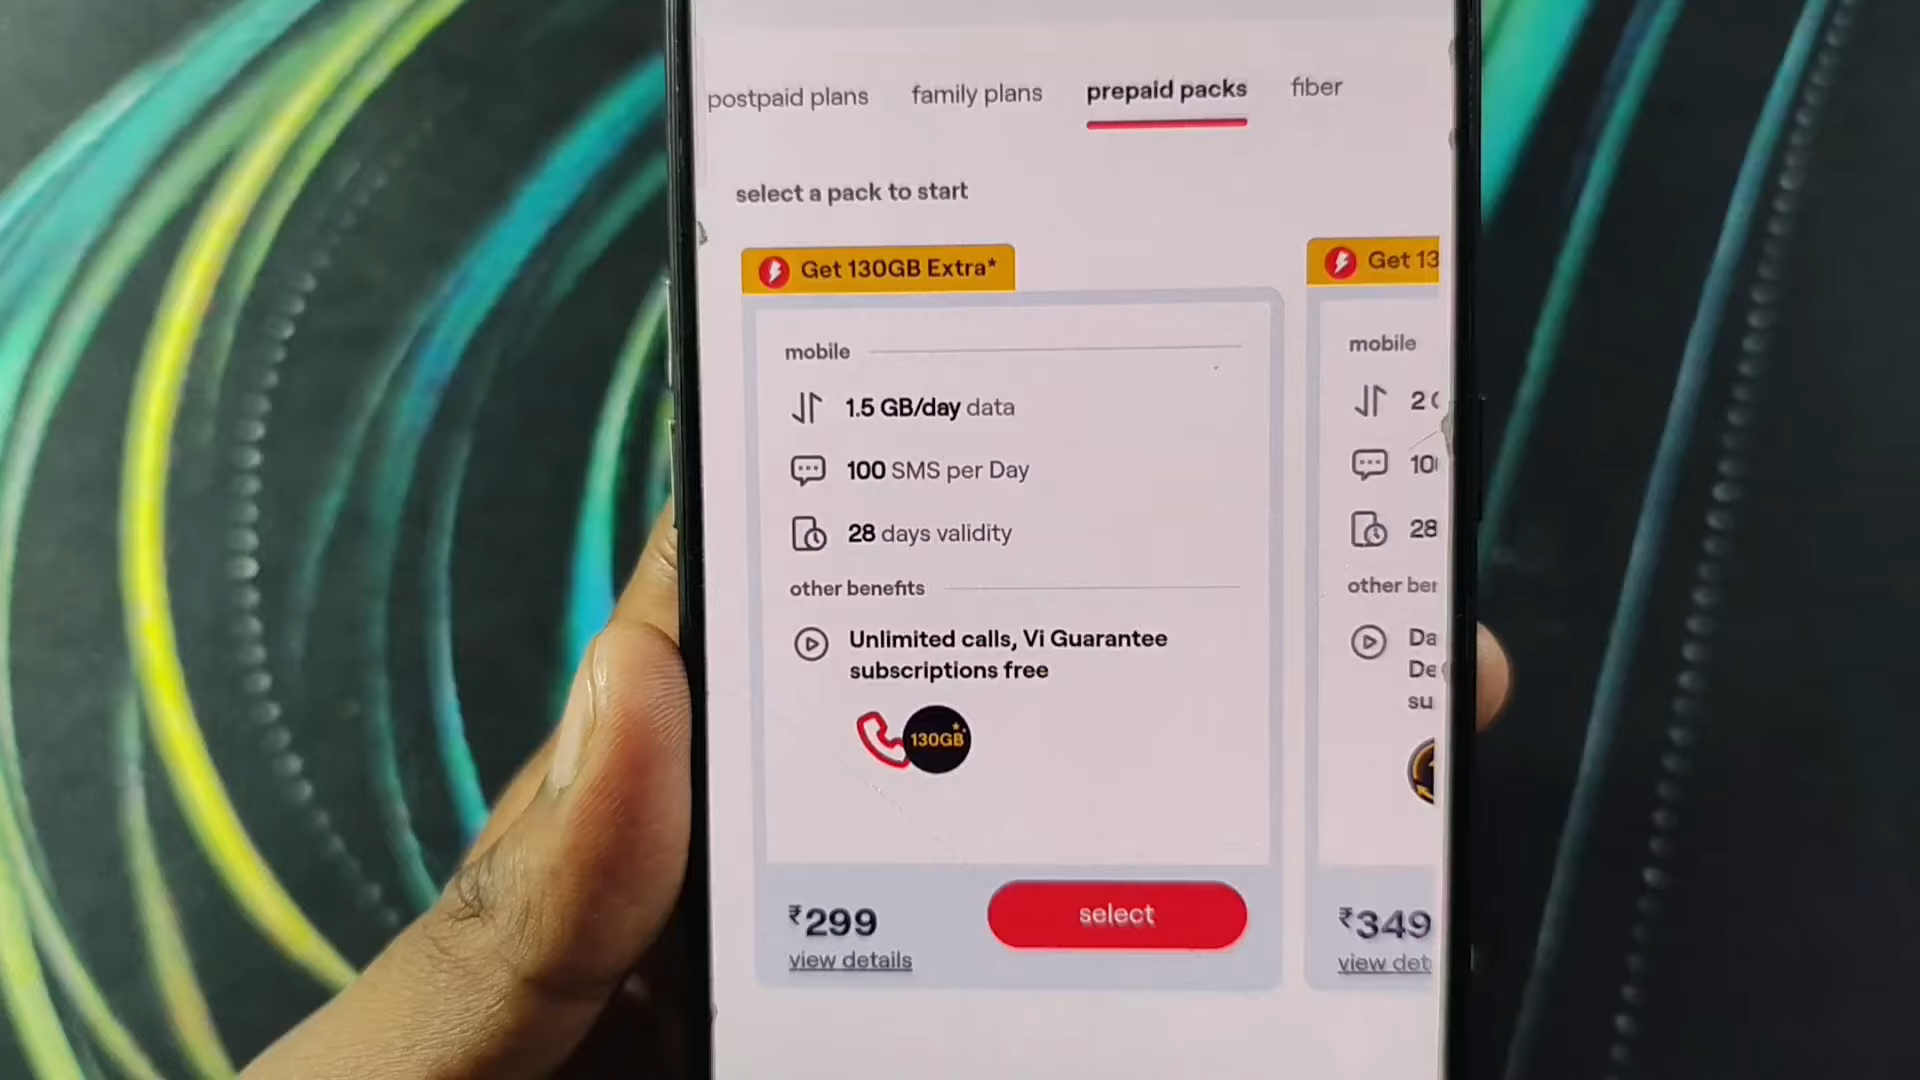 postpaid plans family plans prepaid packs fiber
select a pack to start
Get 130GB Extra*
mobile
1.5 GB/day data
100 SMS per Day
28 days validity
other benefits
Unlimited calls, Vi Guarantee
subscriptions free
130GB
₹299
select
view details
Get 13
mobile
2
10
28
other ber
Da
De
su
₹349
view det